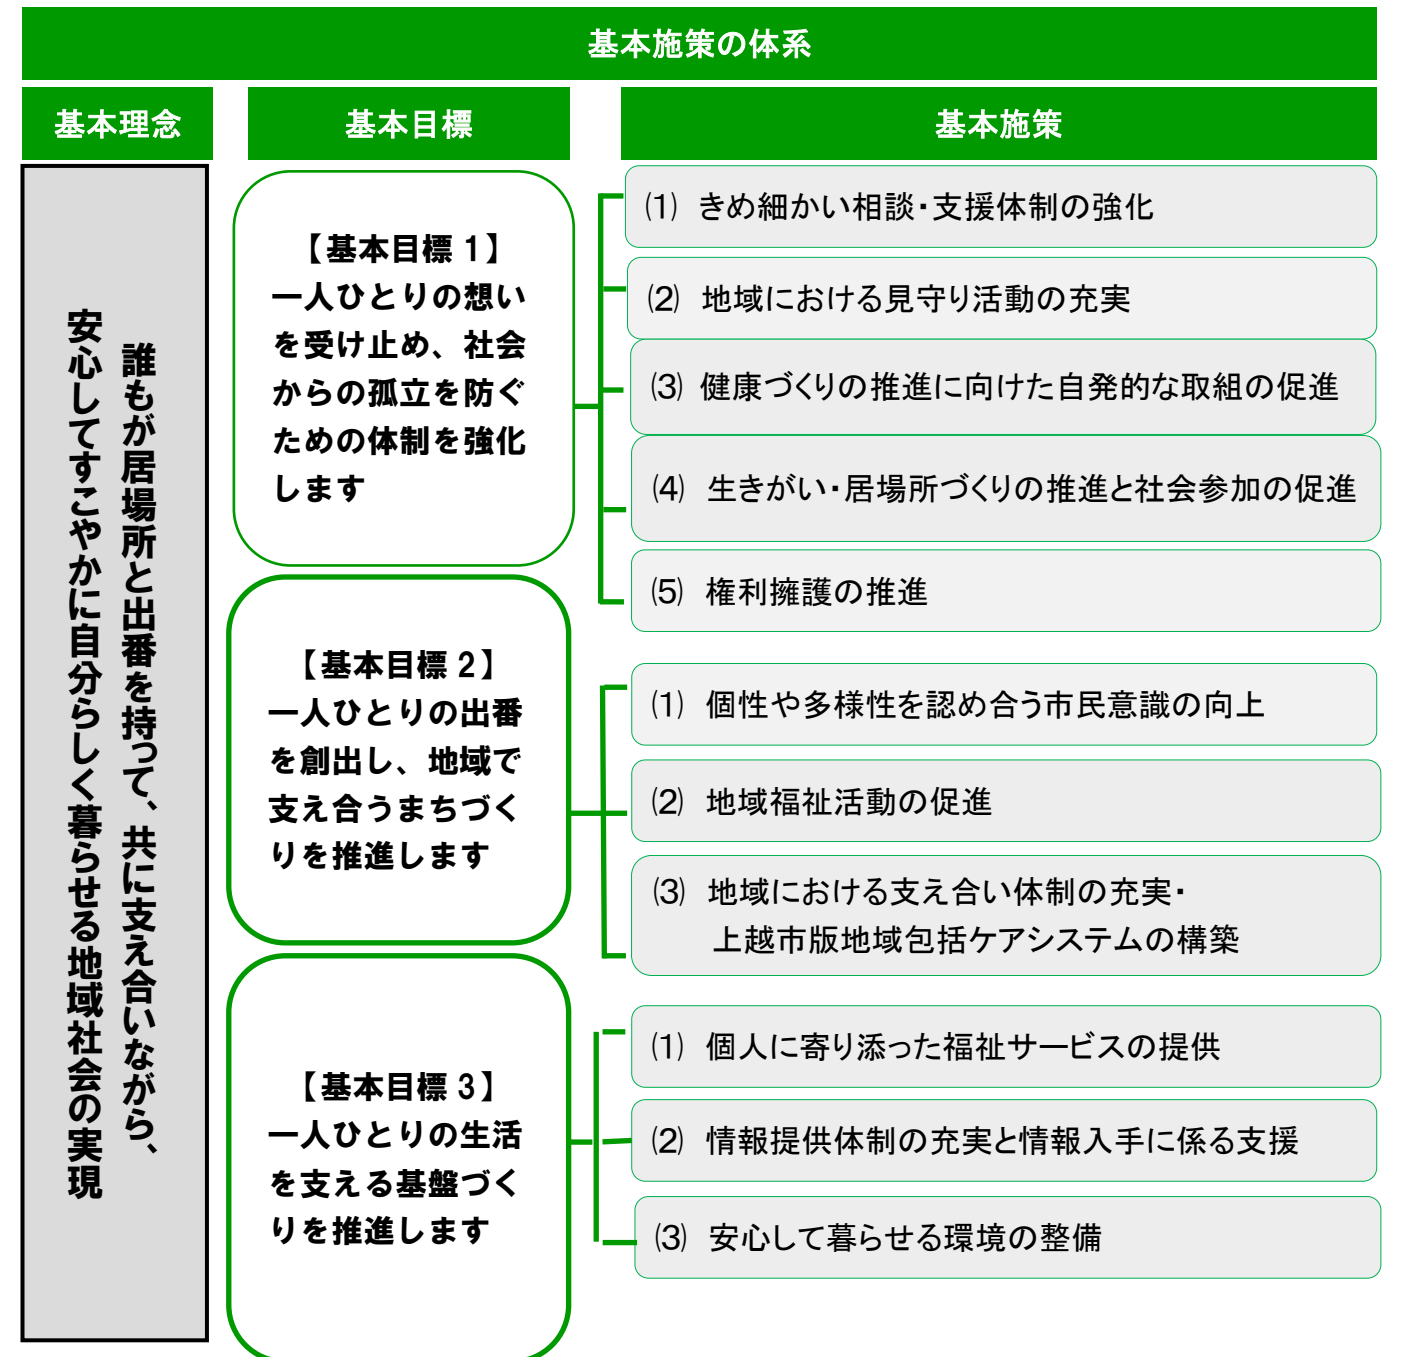 基本施策の体系
基本理念
基本目標
基本施策
誰もが居場所と出番を持って、共に支え合いながら、
安心してすこやかに自分らしく暮らせる地域社会の実現
【基本目標１】
一人ひとりの想い
を受け止め、社会
からの孤立を防ぐ
ための体制を強化
します
⑴ きめ細かい相談・支援体制の強化
⑵ 地域における見守り活動の充実
⑶ 健康づくりの推進に向けた自発的な取組の促進
⑷ 生きがい・居場所づくりの推進と社会参加の促進
⑸ 権利擁護の推進
【基本目標２】
一人ひとりの出番
を創出し、地域で
支え合うまちづく
りを推進します
⑴ 個性や多様性を認め合う市民意識の向上
⑵ 地域福祉活動の促進
⑶ 地域における支え合い体制の充実・
上越市版地域包括ケアシステムの構築
【基本目標３】
一人ひとりの生活
を支える基盤づく
りを推進します
⑴ 個人に寄り添った福祉サービスの提供
⑵ 情報提供体制の充実と情報入手に係る支援
⑶ 安心して暮らせる環境の整備